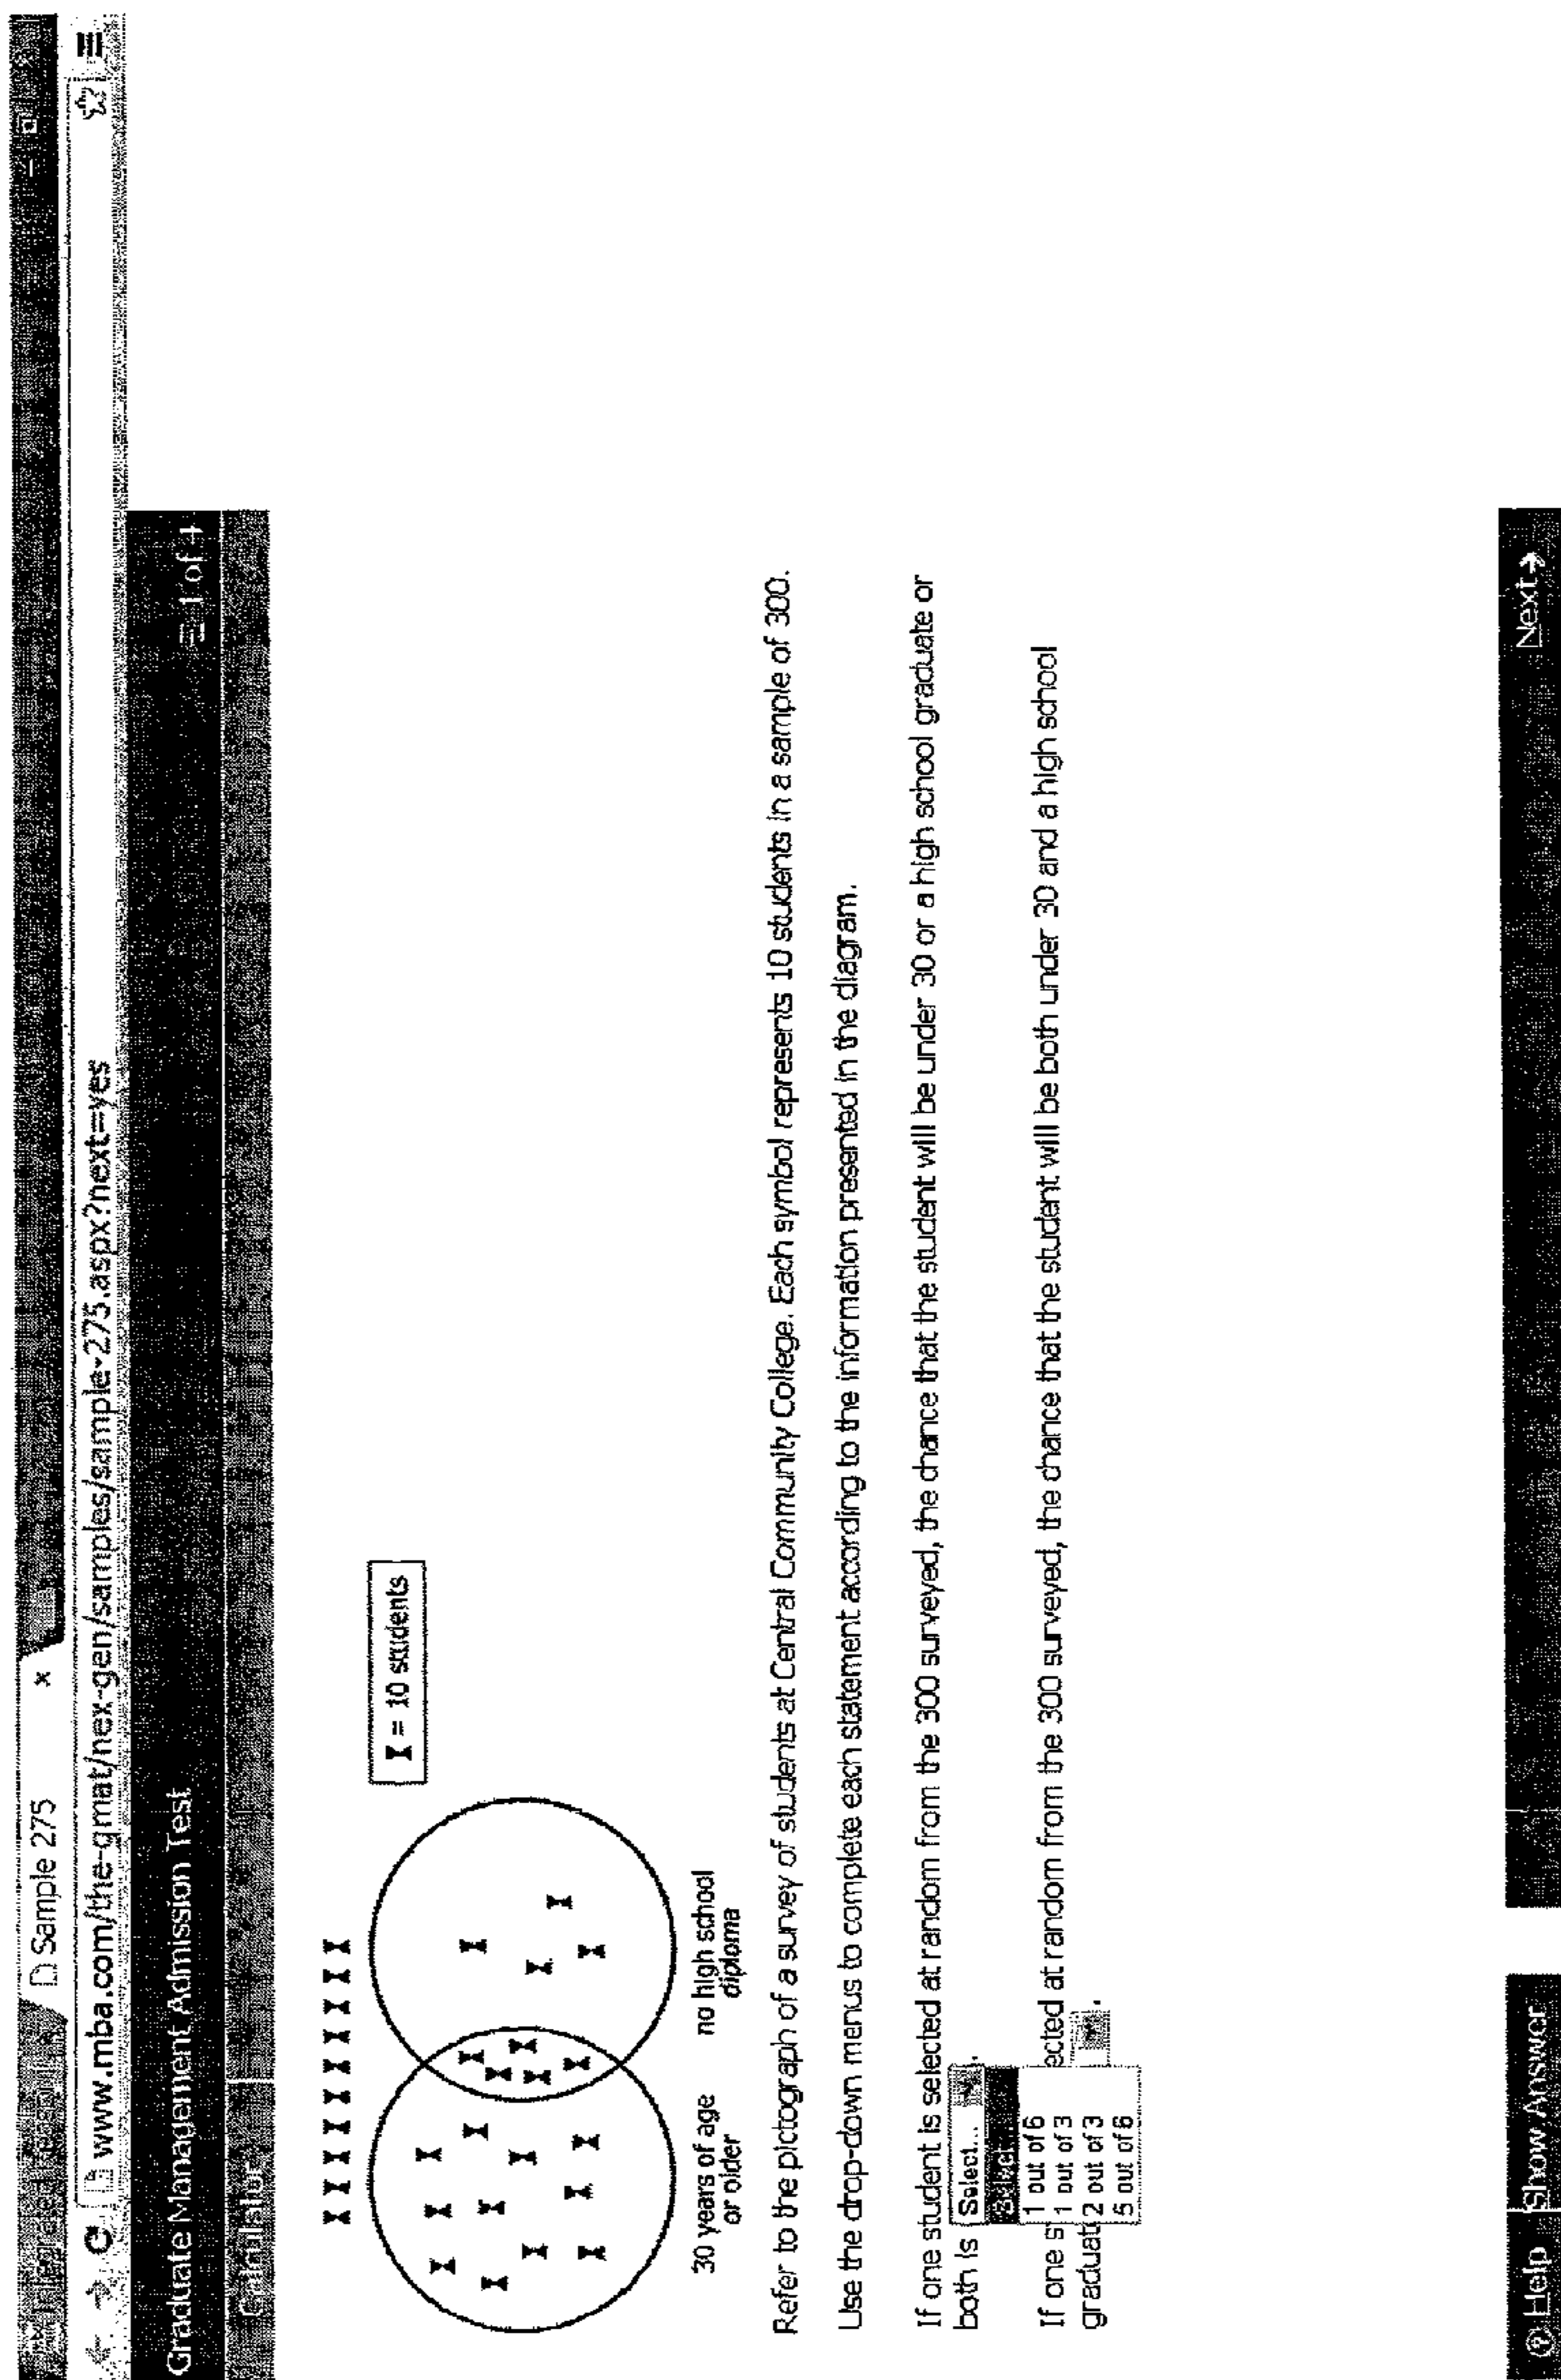 Sample 275 ×
www.mba.com/the-gmat/nex-gen/samples/sample-275.aspx?next=yes
Graduate Management Admission Test
1 of 4
Calculator
= 10 students
30 years of age
or older
no high school
diploma
Refer to the pictograph of a survey of students at Central Community College. Each symbol represents 10 students in a sample of 300.
Use the drop-down menus to complete each statement according to the information presented in the diagram.
If one student is selected at random from the 300 surveyed, the chance that the student will be under 30 or a high school graduate or
both is Select... .
Select...
1 out of 6
1 out of 3
2 out of 3
5 out of 6
If one s ected at random from the 300 surveyed, the chance that the student will be both under 30 and a high school
graduat .
Help
Show Answer
Next →